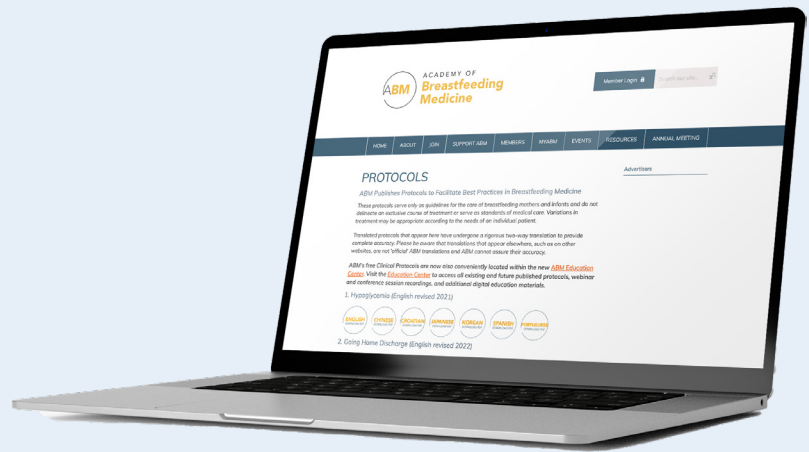 ABM
ACADEMY OF
Breastfeeding
Medicine
Member Login
HOME ABOUT JOIN SUPPORT ABM MEMBERS MYABM EVENTS RESOURCES ANNUAL MEETING
PROTOCOLS
Advertisers
ABM Publishes Protocols to Facilitate Best Practices in Breastfeeding Medicine
These protocols serve only as guidelines for the care of breastfeeding mothers and infants and do not
delineate an exclusive course of treatment or serve as standards of medical care. Variations in
treatment may be appropriate according to the needs of an individual patient.
Translated protocols that appear here have undergone a rigorous two-way translation to provide
complete accuracy. Please be aware that translations that appear elsewhere, such as on other
websites, are not 'official' ABM translations and ABM cannot assure their accuracy.
ABM's free Clinical Protocols are now also conveniently located within the new ABM Education
Center. Visit the Education Center to access all existing and future published protocols, webinar
and conference session recordings, and additional digital education materials.
1. Hypoglycemia (English revised 2021)
ENGLISH CHINESE CROATIAN JAPANESE KOREAN SPANISH PORTUGUESE
2. Going Home Discharge (English revised 2022)